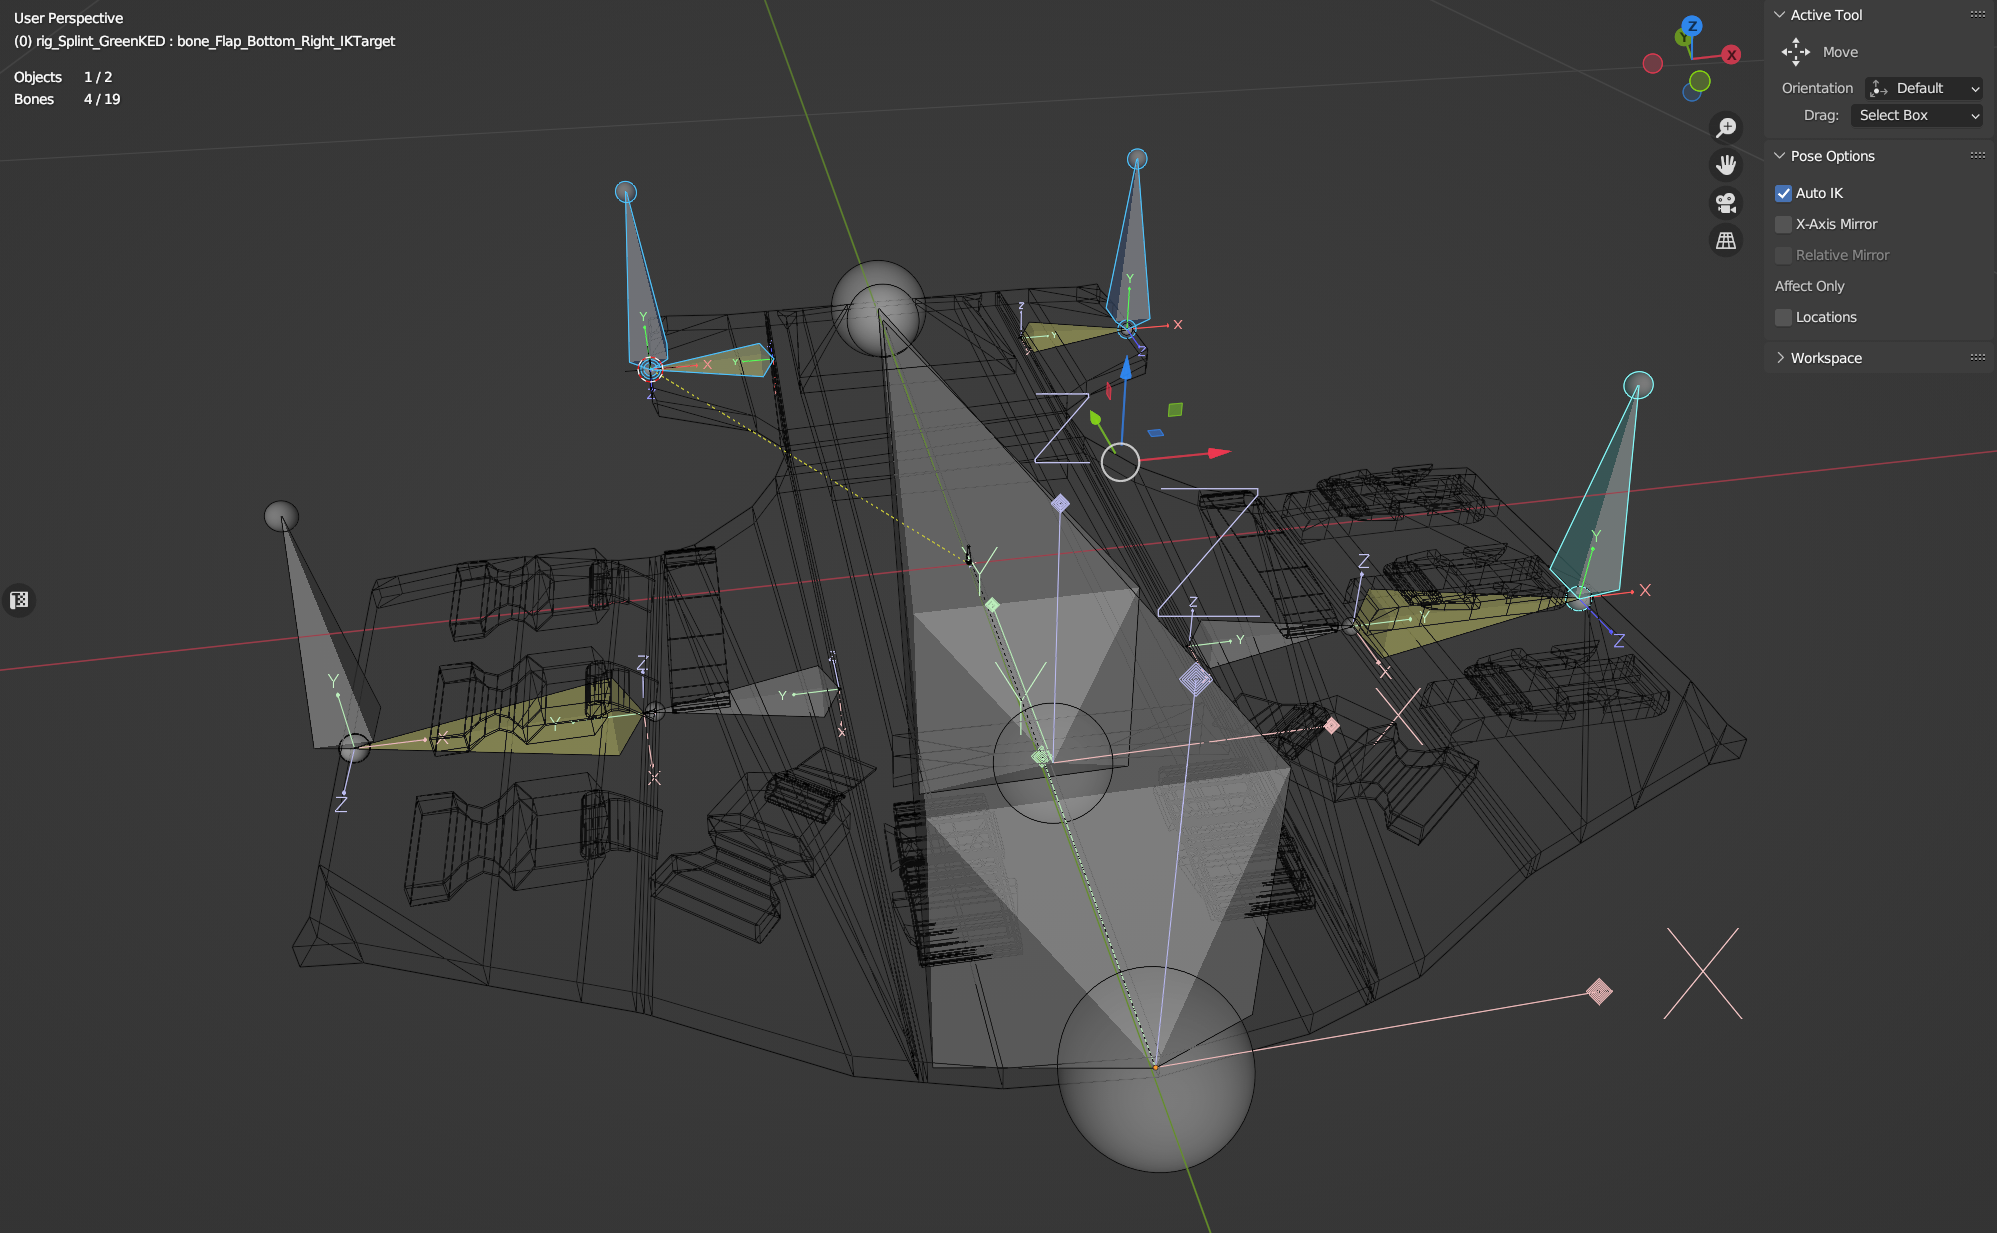 User Perspective
(0) rig_Splint_GreenKED : bone_Flap_Bottom_Right_IKTarget
Objects 1 / 2
Bones 4 / 19
Z
Y
X
Active Tool
Move
Orientation Default
Drag: Select Box
Pose Options
Auto IK
X-Axis Mirror
Relative Mirror
Affect Only
Locations
Workspace
Y
X
Z
Y
Z
Y
Y
X
Z
Z
Y
X
Z
Y
X
Z
Z
Y
X
Z
Y
Z
Y
X
Z
Y
X
Z
Y
X
Y
X